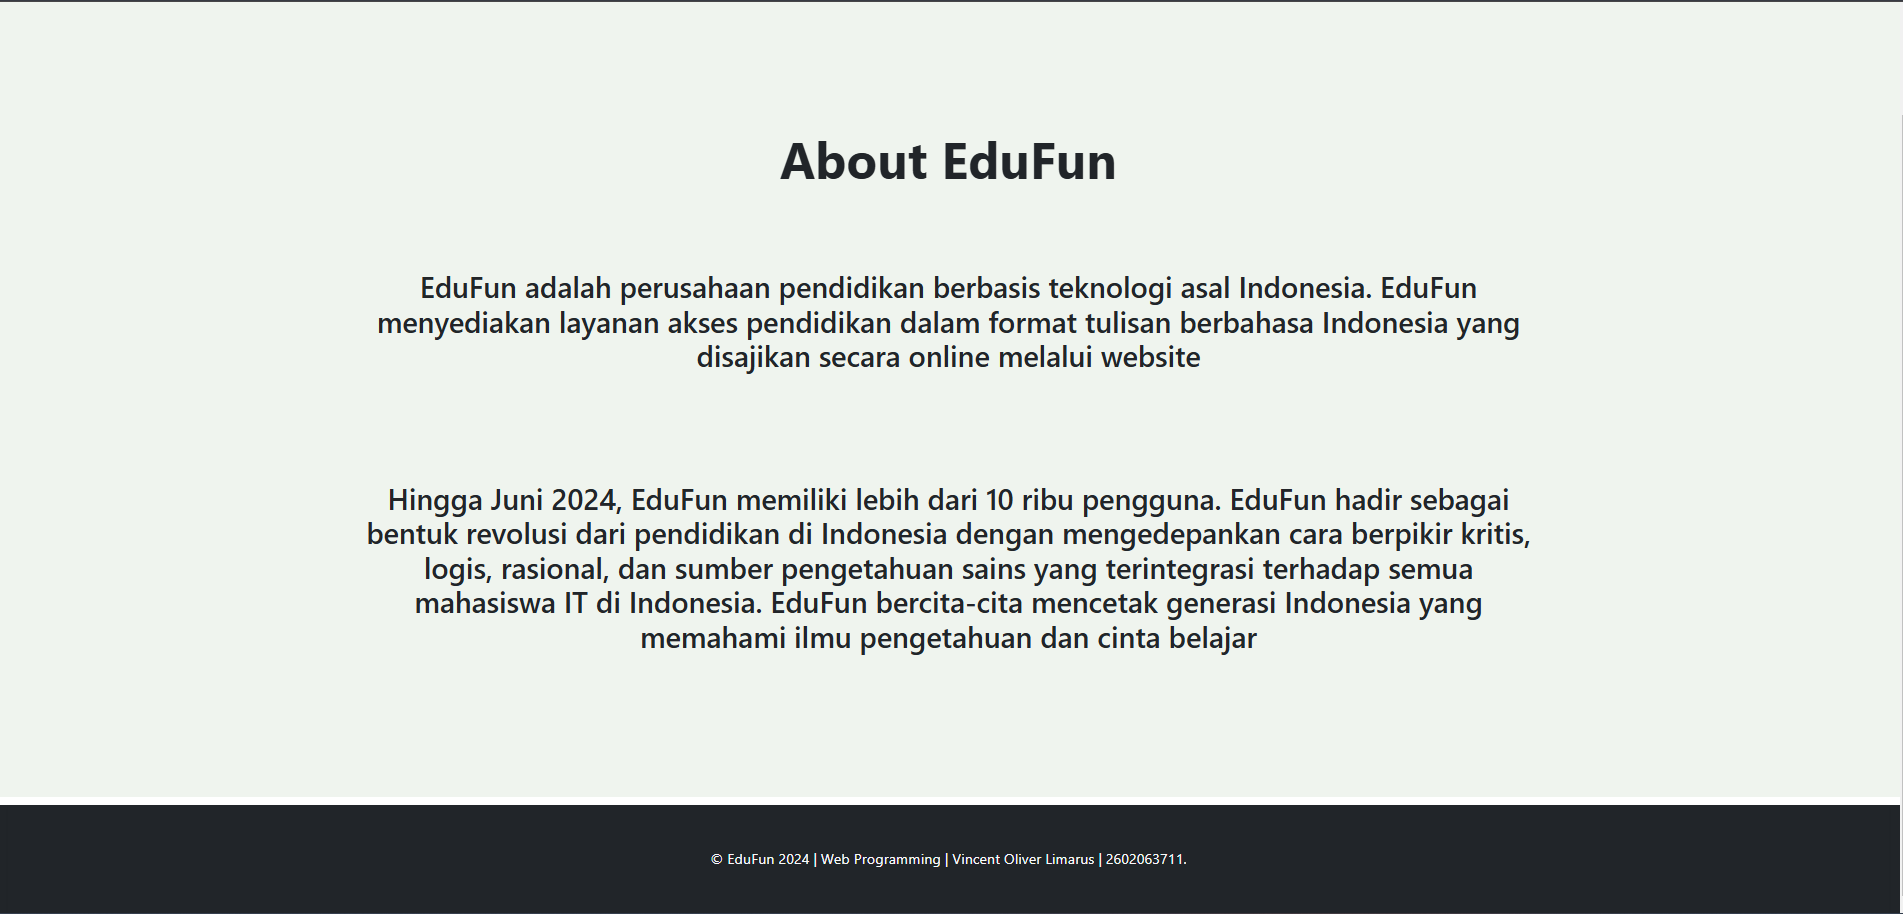 About EduFun
EduFun adalah perusahaan pendidikan berbasis teknologi asal Indonesia. EduFun
menyediakan layanan akses pendidikan dalam format tulisan berbahasa Indonesia yang
disajikan secara online melalui website
Hingga Juni 2024, EduFun memiliki lebih dari 10 ribu pengguna. EduFun hadir sebagai
bentuk revolusi dari pendidikan di Indonesia dengan mengedepankan cara berpikir kritis,
logis, rasional, dan sumber pengetahuan sains yang terintegrasi terhadap semua
mahasiswa IT di Indonesia. EduFun bercita-cita mencetak generasi Indonesia yang
memahami ilmu pengetahuan dan cinta belajar
© EduFun 2024 | Web Programming | Vincent Oliver Limarus | 2602063711.